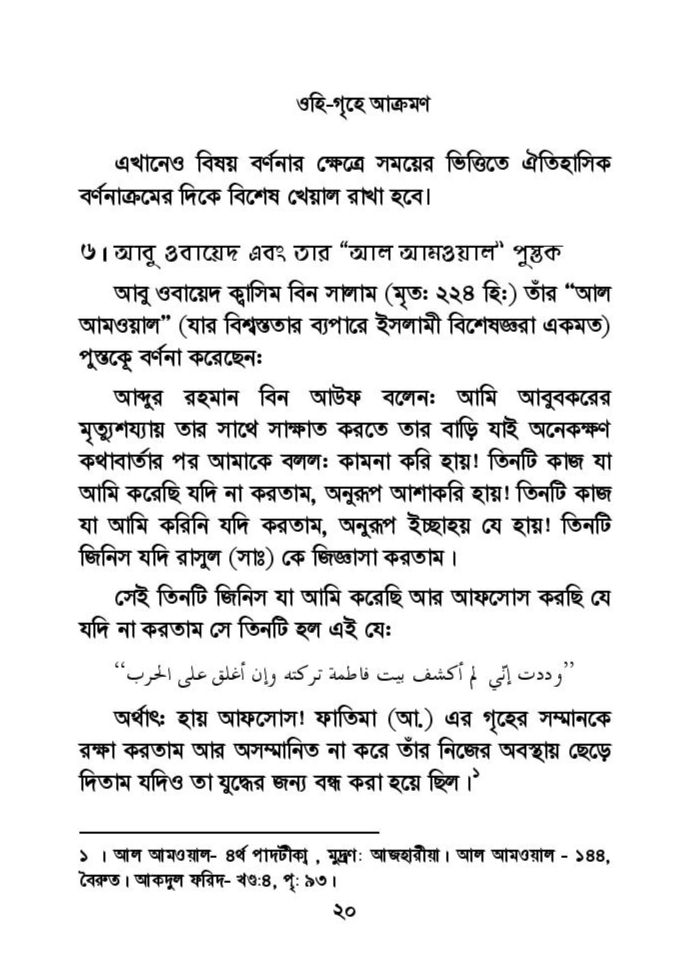 ওহি-গৃহে আক্রমণ
এখানেও বিষয় বর্ণনার ক্ষেত্রে সময়ের ভিত্তিতে ঐতিহাসিক
বর্ণনাক্রমের দিকে বিশেষ খেয়াল রাখা হবে।
৬। আবু ওবায়েদ এবং তার “আল আমওয়াল” পুস্তক
আবু ওবায়েদ ক্বাসিম বিন সালাম (মৃত: ২২৪ হি:) তাঁর “আল
আমওয়াল” (যার বিশ্বস্ততার ব্যাপারে ইসলামী বিশেষজ্ঞরা একমত)
পুস্তকে বর্ণনা করেছেন:
আব্দুর রহমান বিন আউফ বলেন: আমি আবুবকরের
মৃত্যুশয্যায় তার সাথে সাক্ষাত করতে তার বাড়ি যাই অনেকক্ষণ
কথাবার্তার পর আমাকে বলল: কামনা করি হায়! তিনটি কাজ যা
আমি করেছি যদি না করতাম, অনুরূপ আশাকরি হায়! তিনটি কাজ
যা আমি করিনি যদি করতাম, অনুরূপ ইচ্ছাহয় যে হায়! তিনটি
জিনিস যদি রাসুল (সাঃ) কে জিজ্ঞাসা করতাম।
সেই তিনটি জিনিস যা আমি করেছি আর আফসোস করছি যে
যদি না করতাম সে তিনটি হল এই যে:
”وددت إنّي لم أكشف بيت فاطمة تركته وإن أغلق على الحرب“
অর্থাৎ: হায় আফসোস! ফাতিমা (আ.) এর গৃহের সম্মানকে
রক্ষা করতাম আর অসম্মানিত না করে তাঁর নিজের অবস্থায় ছেড়ে
দিতাম যদিও তা যুদ্ধের জন্য বন্ধ করা হয়ে ছিল।১
১ । আল আমওয়াল- ৪র্থ পাদটীকা , মুদ্রণ: আজহারীয়া। আল আমওয়াল - ১৪৪,
বৈরুত। আকদুল ফরিদ- খণ্ড:৪, পৃ: ৯৩।
২০